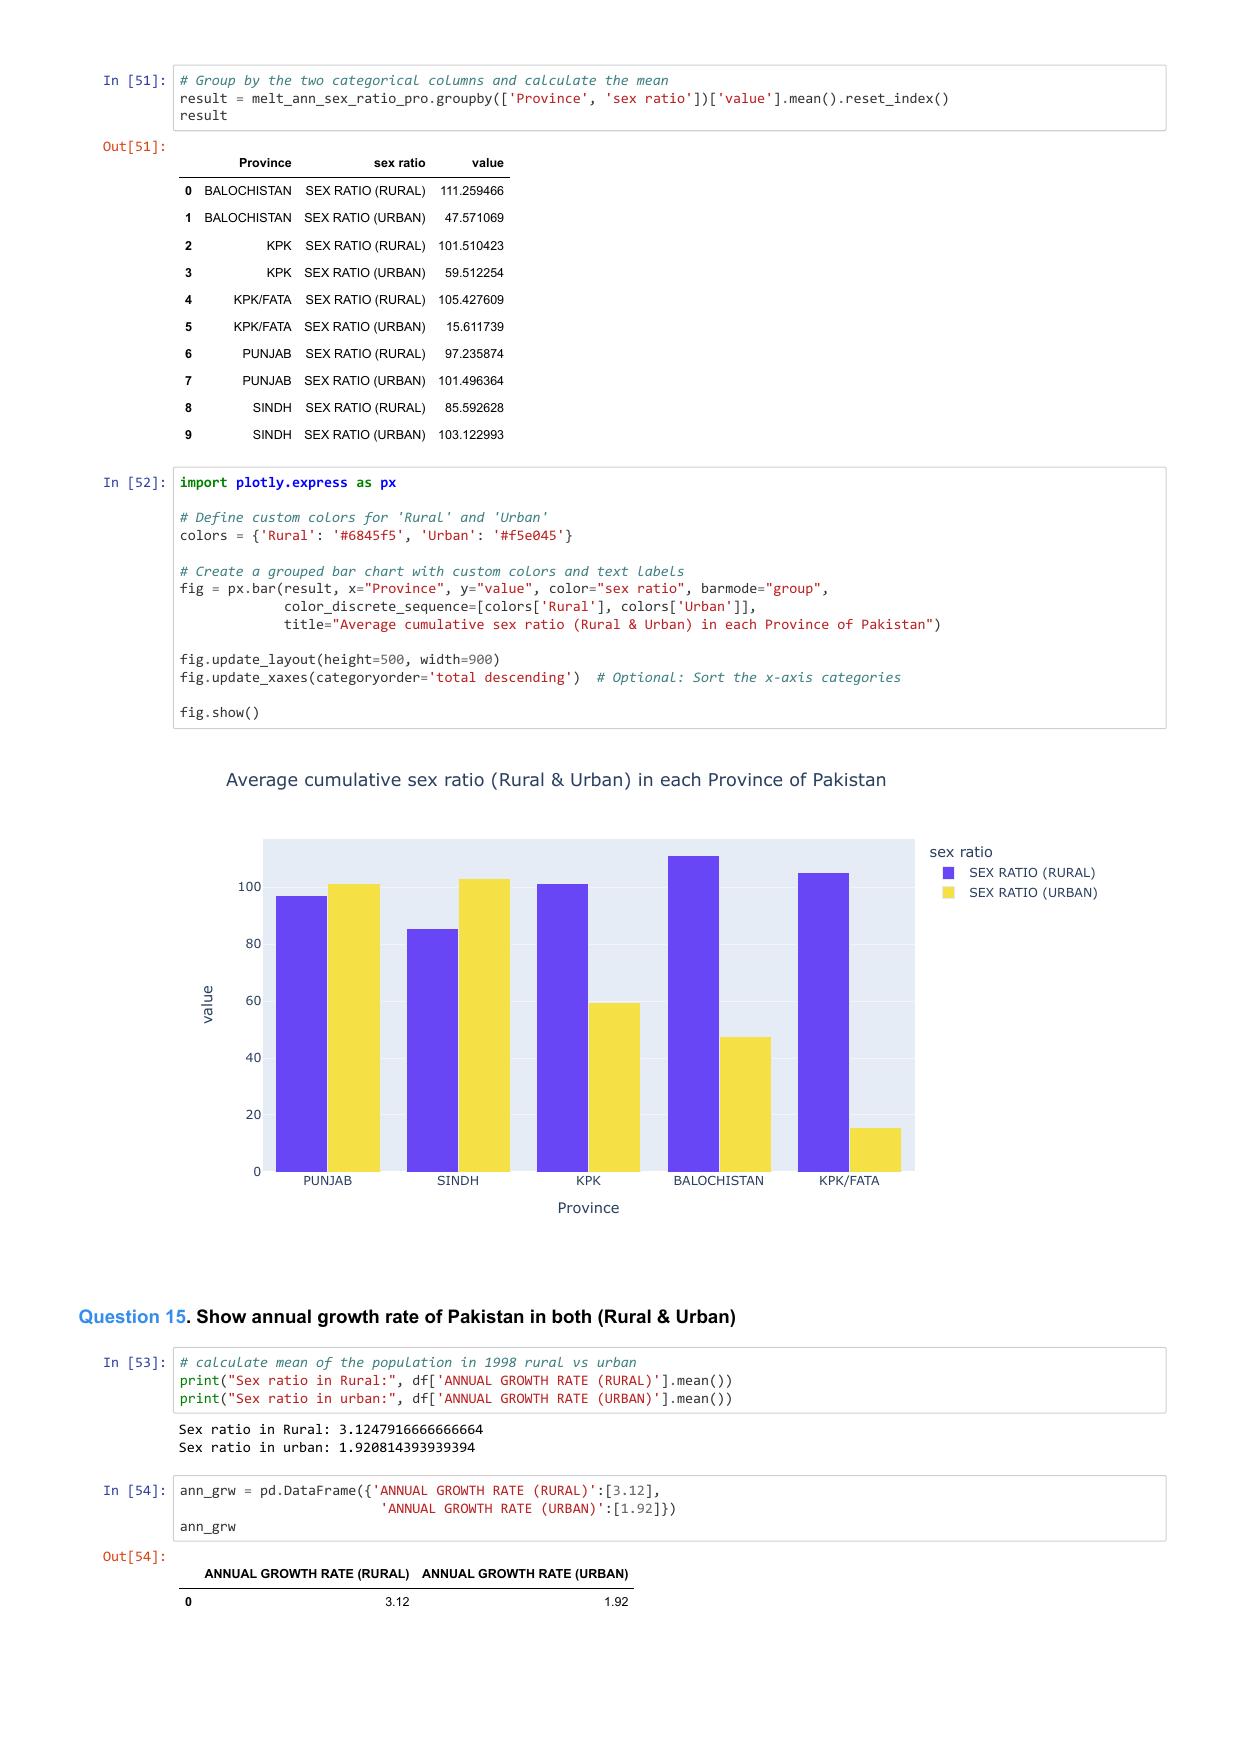 In [51]:
# Group by the two categorical columns and calculate the mean
result = melt_ann_sex_ratio_pro.groupby(['Province', 'sex ratio'])['value'].mean().reset_index()
result
Out[51]:
Province sex ratio value
0 BALOCHISTAN SEX RATIO (RURAL) 111.259466
1 BALOCHISTAN SEX RATIO (URBAN) 47.571069
2 KPK SEX RATIO (RURAL) 101.510423
3 KPK SEX RATIO (URBAN) 59.512254
4 KPK/FATA SEX RATIO (RURAL) 105.427609
5 KPK/FATA SEX RATIO (URBAN) 15.611739
6 PUNJAB SEX RATIO (RURAL) 97.235874
7 PUNJAB SEX RATIO (URBAN) 101.496364
8 SINDH SEX RATIO (RURAL) 85.592628
9 SINDH SEX RATIO (URBAN) 103.122993
In [52]:
import plotly.express as px
# Define custom colors for 'Rural' and 'Urban'
colors = {'Rural': '#6845f5', 'Urban': '#f5e045'}
# Create a grouped bar chart with custom colors and text labels
fig = px.bar(result, x="Province", y="value", color="sex ratio", barmode="group",
color_discrete_sequence=[colors['Rural'], colors['Urban']],
title="Average cumulative sex ratio (Rural & Urban) in each Province of Pakistan")
fig.update_layout(height=500, width=900)
fig.update_xaxes(categoryorder='total descending')  # Optional: Sort the x-axis categories
fig.show()
Average cumulative sex ratio (Rural & Urban) in each Province of Pakistan
sex ratio
SEX RATIO (RURAL)
SEX RATIO (URBAN)
100
80
60
40
20
0
value
PUNJAB SINDH KPK BALOCHISTAN KPK/FATA
Province
Question 15. Show annual growth rate of Pakistan in both (Rural & Urban)
In [53]:
# calculate mean of the population in 1998 rural vs urban
print("Sex ratio in Rural:", df['ANNUAL GROWTH RATE (RURAL)'].mean())
print("Sex ratio in urban:", df['ANNUAL GROWTH RATE (URBAN)'].mean())
Sex ratio in Rural: 3.1247916666666664
Sex ratio in urban: 1.920814393939394
In [54]:
ann_grw = pd.DataFrame({'ANNUAL GROWTH RATE (RURAL)':[3.12],
'ANNUAL GROWTH RATE (URBAN)':[1.92]})
ann_grw
Out[54]:
ANNUAL GROWTH RATE (RURAL) ANNUAL GROWTH RATE (URBAN)
0 3.12 1.92